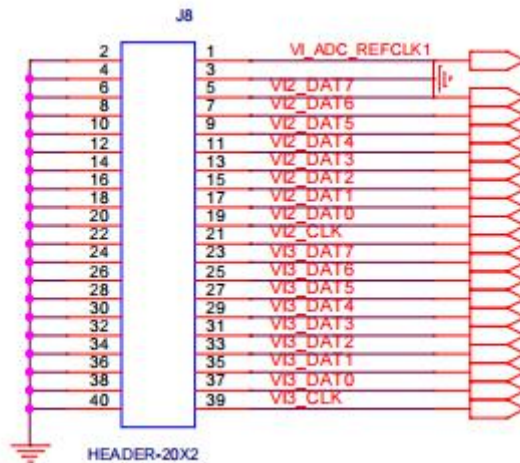 J8
2 1 VI_ADC_REFCLK1
4 3
6 5 VI2_DAT7
8 7 VI2_DAT6
10 9 VI2_DAT5
12 11 VI2_DAT4
14 13 VI2_DAT3
16 15 VI2_DAT2
18 17 VI2_DAT1
20 19 VI2_DAT0
22 21 VI2_CLK
24 23 VI3_DAT7
26 25 VI3_DAT6
28 27 VI3_DAT5
30 29 VI3_DAT4
32 31 VI3_DAT3
34 33 VI3_DAT2
36 35 VI3_DAT1
38 37 VI3_DAT0
40 39 VI3_CLK
HEADER-20X2